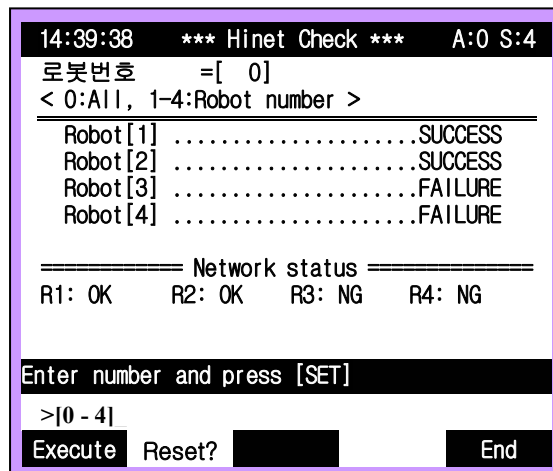 14:39:38 *** Hinet Check *** A:0 S:4
로봇번호 =[ 0]
< 0:All, 1-4:Robot number >
Robot[1] .....................SUCCESS
Robot[2] .....................SUCCESS
Robot[3] .....................FAILURE
Robot[4] .....................FAILURE
============ Network status ==============
R1: OK R2: OK R3: NG R4: NG
Enter number and press [SET]
>[0 - 4]_
Execute Reset? End